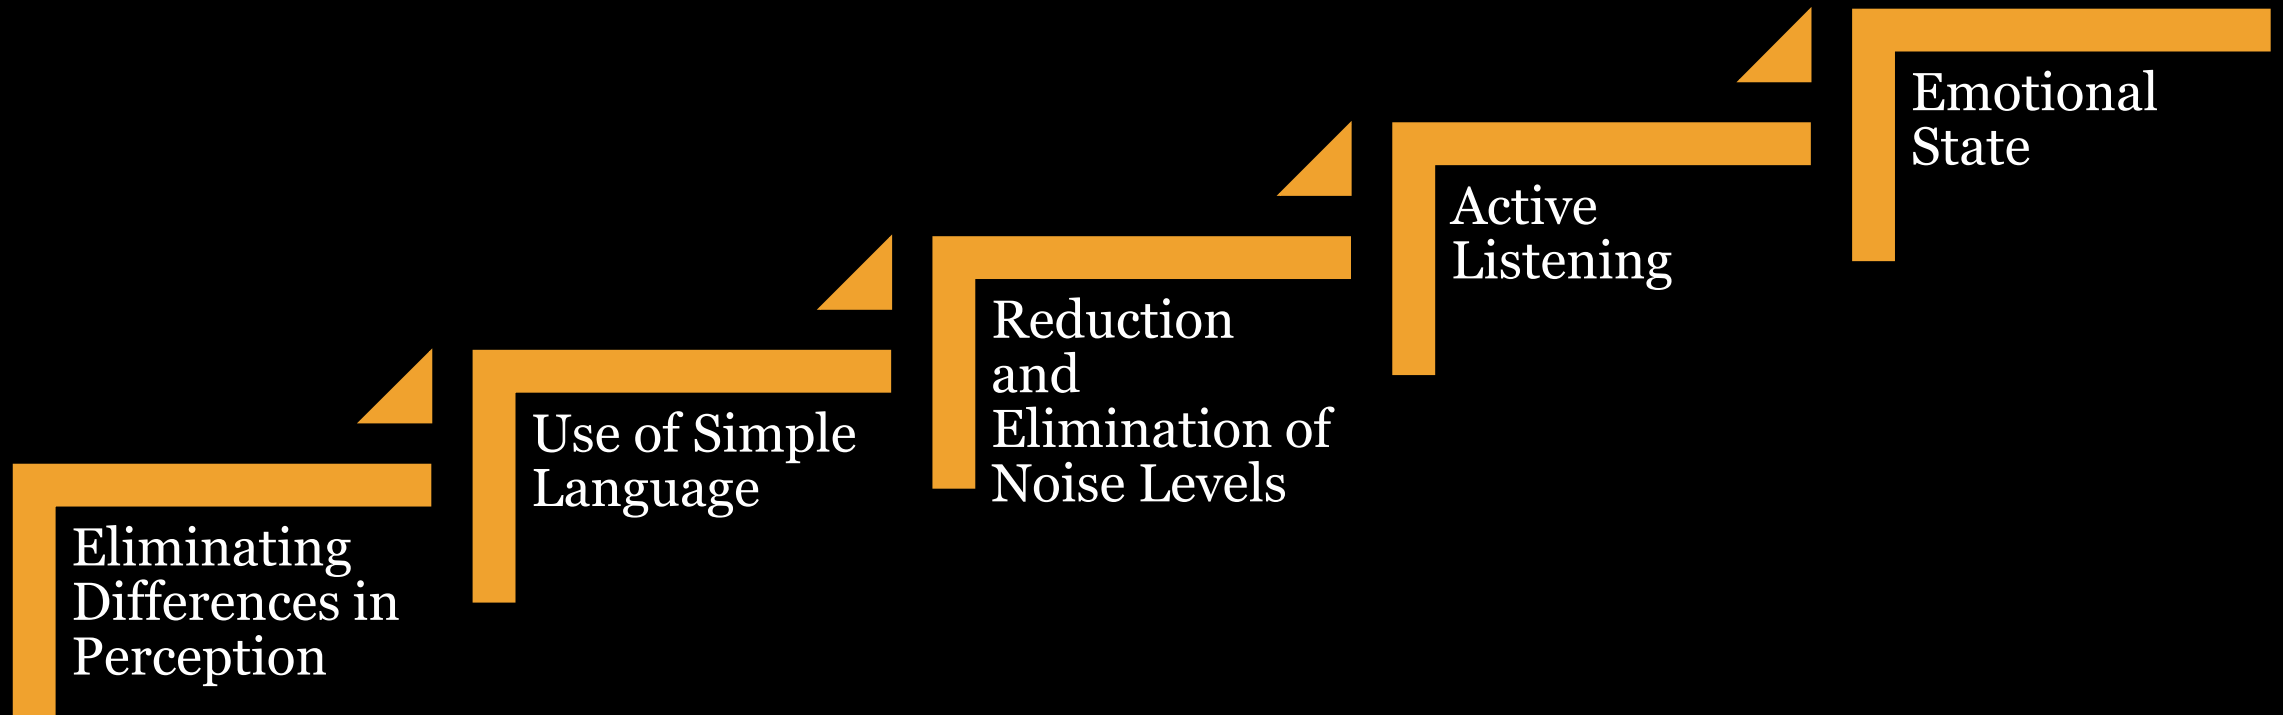 Eliminating
Differences in
Perception
Use of Simple
Language
Reduction
and
Elimination of
Noise Levels
Active
Listening
Emotional
State